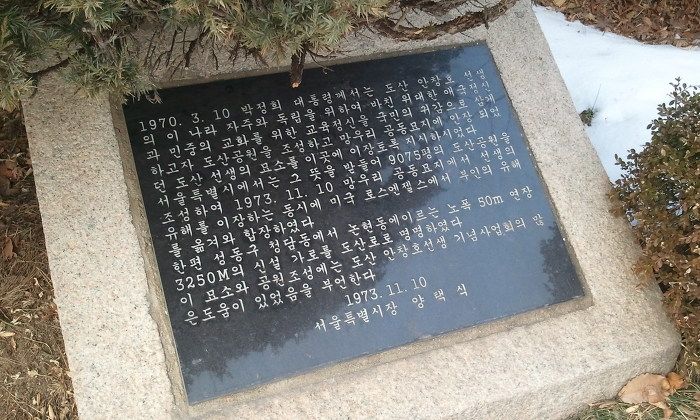 1970. 3. 10 박정희 대통령께서는 도산 안창호 선생
의 이 나라 자주와 독립을 위하여 바친 위대한 애국정신
과 민중의 교화를 위한 교육정신을 국민의 귀감으로 삼게
하고자 도산공원을 조성하고 망우리 공동묘지에 안장 되었
던 도산 선생의 묘소를 이곳에 이장토록 지시하시었다
서울특별시에서는 그 뜻을 받들어 9075평의 도산공원을
조성하여 1973. 11. 10 망우리 공동묘지에서 선생의
유해를 이장하는 동시에 미국 로스엔젤스에서 부인의 유해
를 옮겨와 합장하였다
한편 성동구 청담동에서 논현동에이르는 노폭 50m 연장
3250M의 신설 가로를 도산로로 명명하였다
이 묘소와 공원조성에는 도산 안창호선생 기념사업회의 많
은도움이 있었음을 부언한다
1973. 11. 10
서울특별시장 양택식